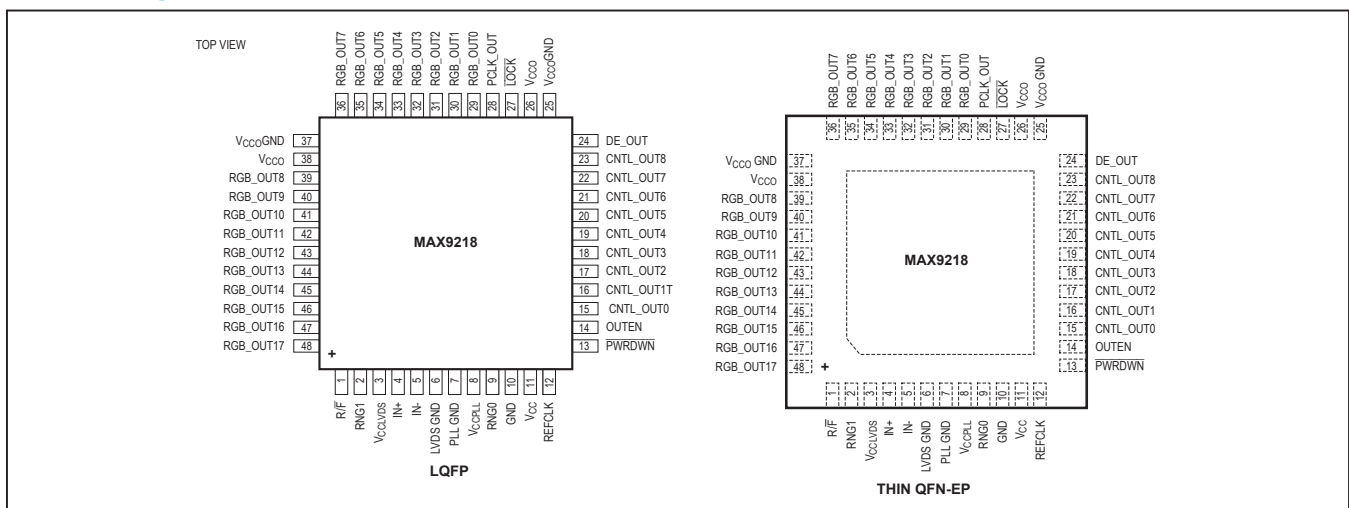 TOP VIEW
RGB_OUT7
RGB_OUT6
RGB_OUT5
RGB_OUT4
RGB_OUT3
RGB_OUT2
RGB_OUT1
RGB_OUT0
PCLK_OUT
LOCK
VCCO
VCCOGND
36 35 34 33 32 31 30 29 28 27 26 25
VCCOGND 37
VCCO 38
RGB_OUT8 39
RGB_OUT9 40
RGB_OUT10 41
RGB_OUT11 42
RGB_OUT12 43
RGB_OUT13 44
RGB_OUT14 45
RGB_OUT15 46
RGB_OUT16 47
RGB_OUT17 48
MAX9218
+
24 DE_OUT
23 CNTL_OUT8
22 CNTL_OUT7
21 CNTL_OUT6
20 CNTL_OUT5
19 CNTL_OUT4
18 CNTL_OUT3
17 CNTL_OUT2
16 CNTL_OUT1T
15 CNTL_OUT0
14 OUTEN
13 PWRDWN
1 2 3 4 5 6 7 8 9 10 11 12
R/F
RNG1
VCCLVDS
IN+
IN-
LVDS GND
PLL GND
VCCPLL
RNG0
GND
VCC
REFCLK
LQFP
RGB_OUT7
RGB_OUT6
RGB_OUT5
RGB_OUT4
RGB_OUT3
RGB_OUT2
RGB_OUT1
RGB_OUT0
PCLK_OUT
LOCK
VCCO
VCCO GND
36 35 34 33 32 31 30 29 28 27 26 25
VCCO GND 37
VCCO 38
RGB_OUT8 39
RGB_OUT9 40
RGB_OUT10 41
RGB_OUT11 42
RGB_OUT12 43
RGB_OUT13 44
RGB_OUT14 45
RGB_OUT15 46
RGB_OUT16 47
RGB_OUT17 48
MAX9218
+
24 DE_OUT
23 CNTL_OUT8
22 CNTL_OUT7
21 CNTL_OUT6
20 CNTL_OUT5
19 CNTL_OUT4
18 CNTL_OUT3
17 CNTL_OUT2
16 CNTL_OUT1
15 CNTL_OUT0
14 OUTEN
13 PWRDWN
1 2 3 4 5 6 7 8 9 10 11 12
R/F
RNG1
VCCLVDS
IN+
IN-
LVDS GND
PLL GND
VCCPLL
RNG0
GND
VCC
REFCLK
THIN QFN-EP